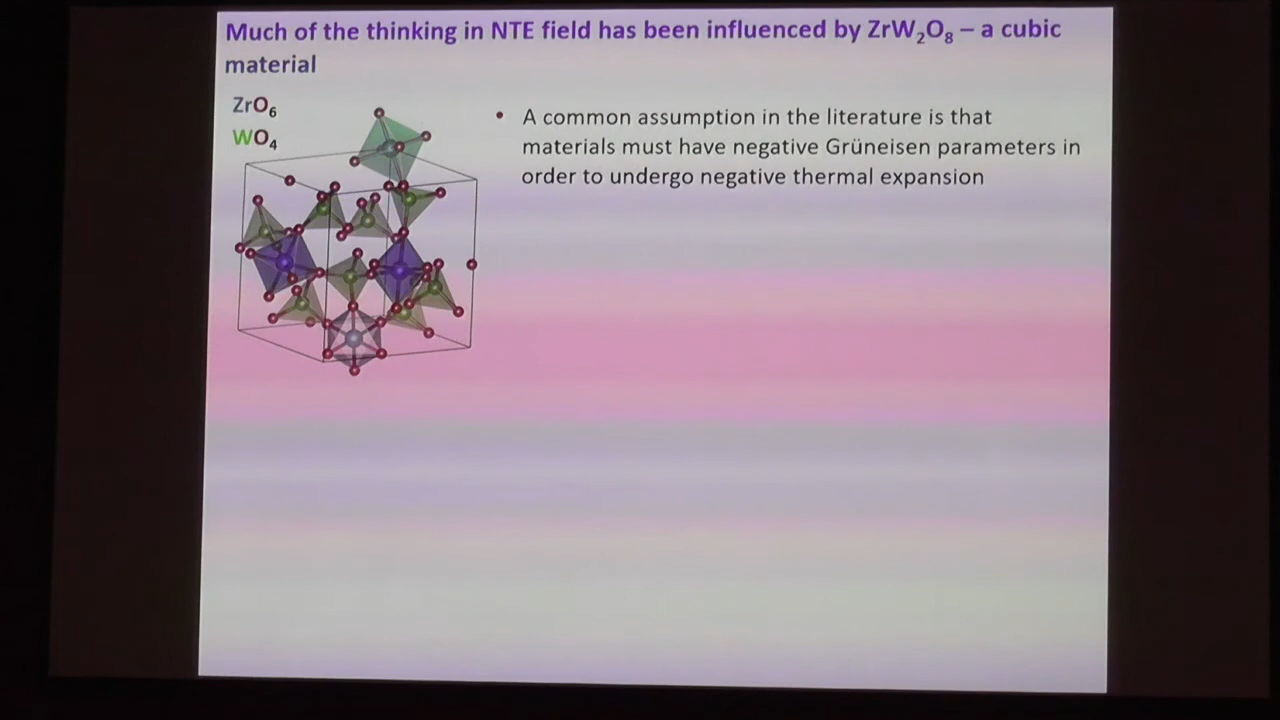 Much of the thinking in NTE field has been influenced by ZrW₂O₈ – a cubic
material
ZrO₆
WO₄
• A common assumption in the literature is that
materials must have negative Grüneisen parameters in
order to undergo negative thermal expansion